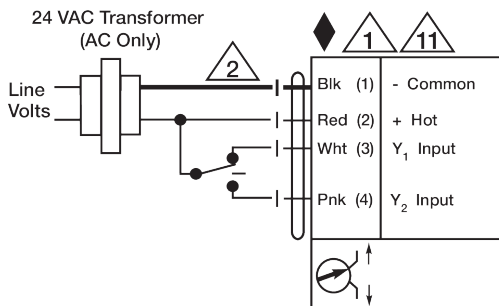 24 VAC Transformer
(AC Only)
Line
Volts
2
1
11
Blk (1) - Common
Red (2) + Hot
Wht (3) Y₁ Input
Pnk (4) Y₂ Input